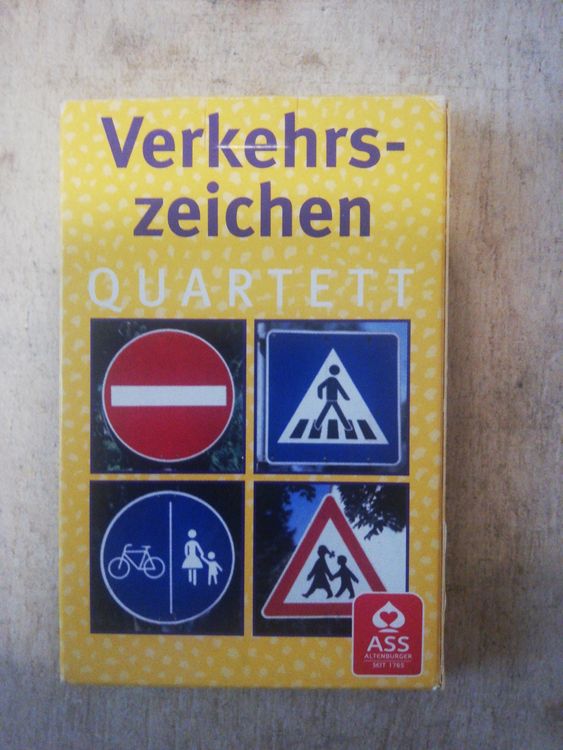 Verkehrs-
zeichen
QUARTETT
ASS
ALTENBURGER
SEIT 1765